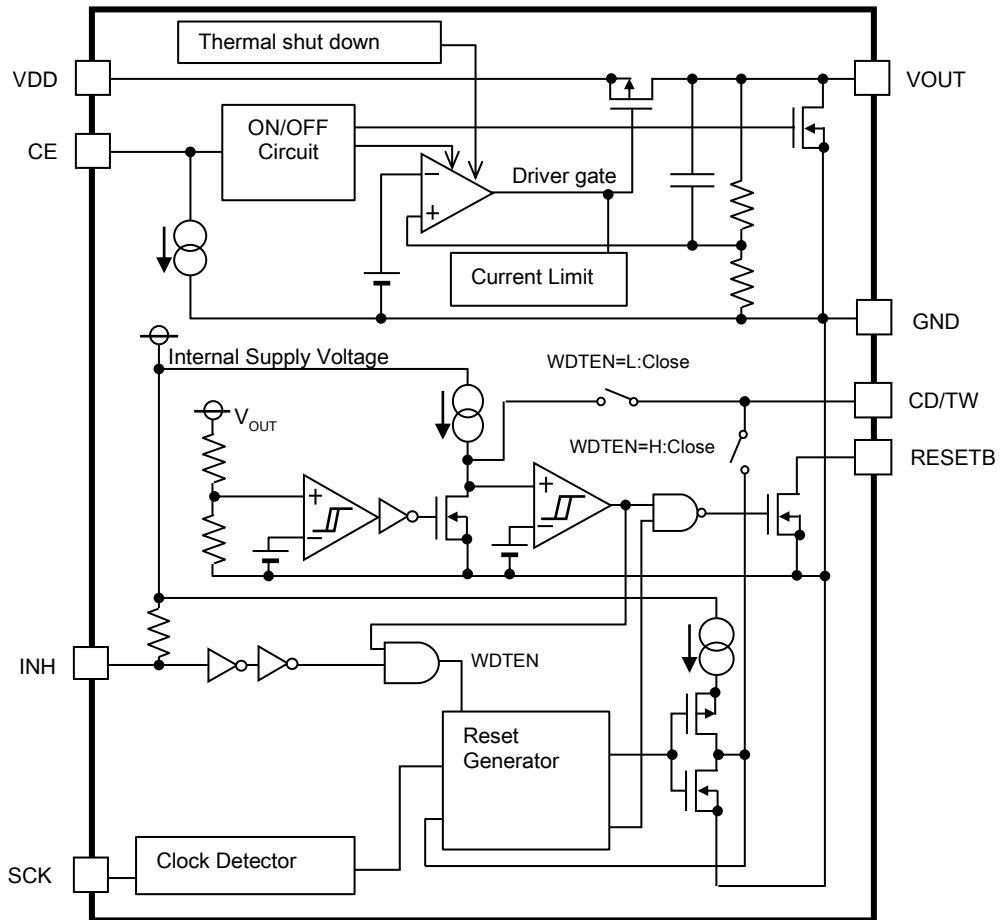 Thermal shut down
VDD
VOUT
ON/OFF
Circuit
CE
−
Driver gate
+
Current Limit
GND
Internal Supply Voltage
WDTEN=L:Close
CD/TW
VOUT
WDTEN=H:Close
RESETB
+
−
+
−
INH
WDTEN
Reset
Generator
Clock Detector
SCK